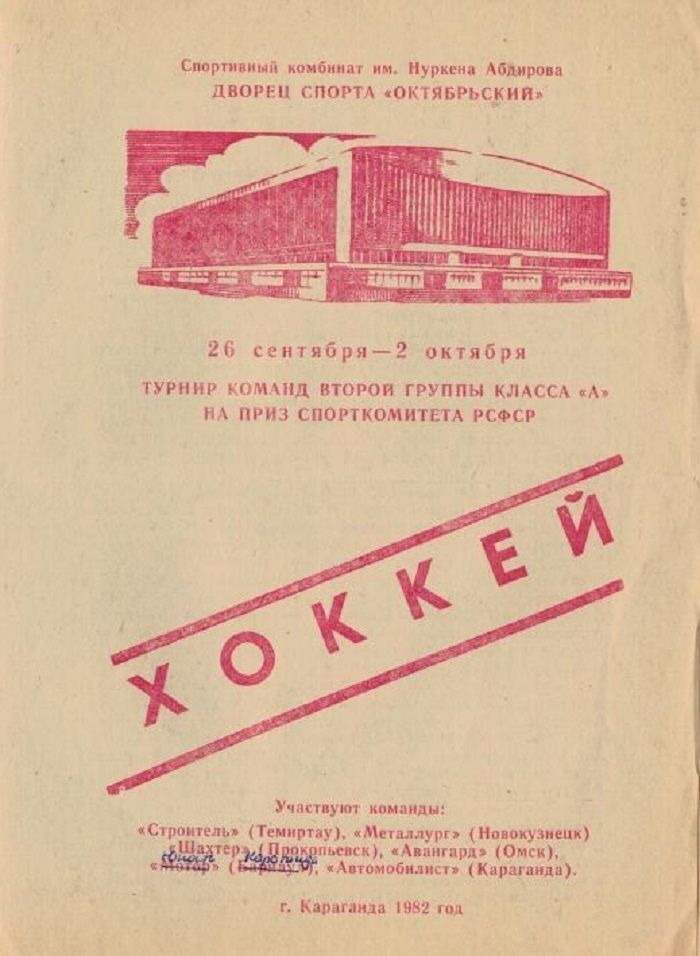 Спортивный комбинат им. Нуркена Абдирова
ДВОРЕЦ СПОРТА «ОКТЯБРЬСКИЙ»
26 сентября—2 октября
ТУРНИР КОМАНД ВТОРОЙ ГРУППЫ КЛАССА «А»
НА ПРИЗ СПОРТКОМИТЕТА РСФСР
ХОККЕЙ
Участвуют команды:
«Строитель» (Темиртау), «Металлург» (Новокузнецк)
«Шахтер» (Прокопьевск), «Авангард» (Омск),
«Мотор» (Барнаул), «Автомобилист» (Караганда).
г. Караганда 1982 год